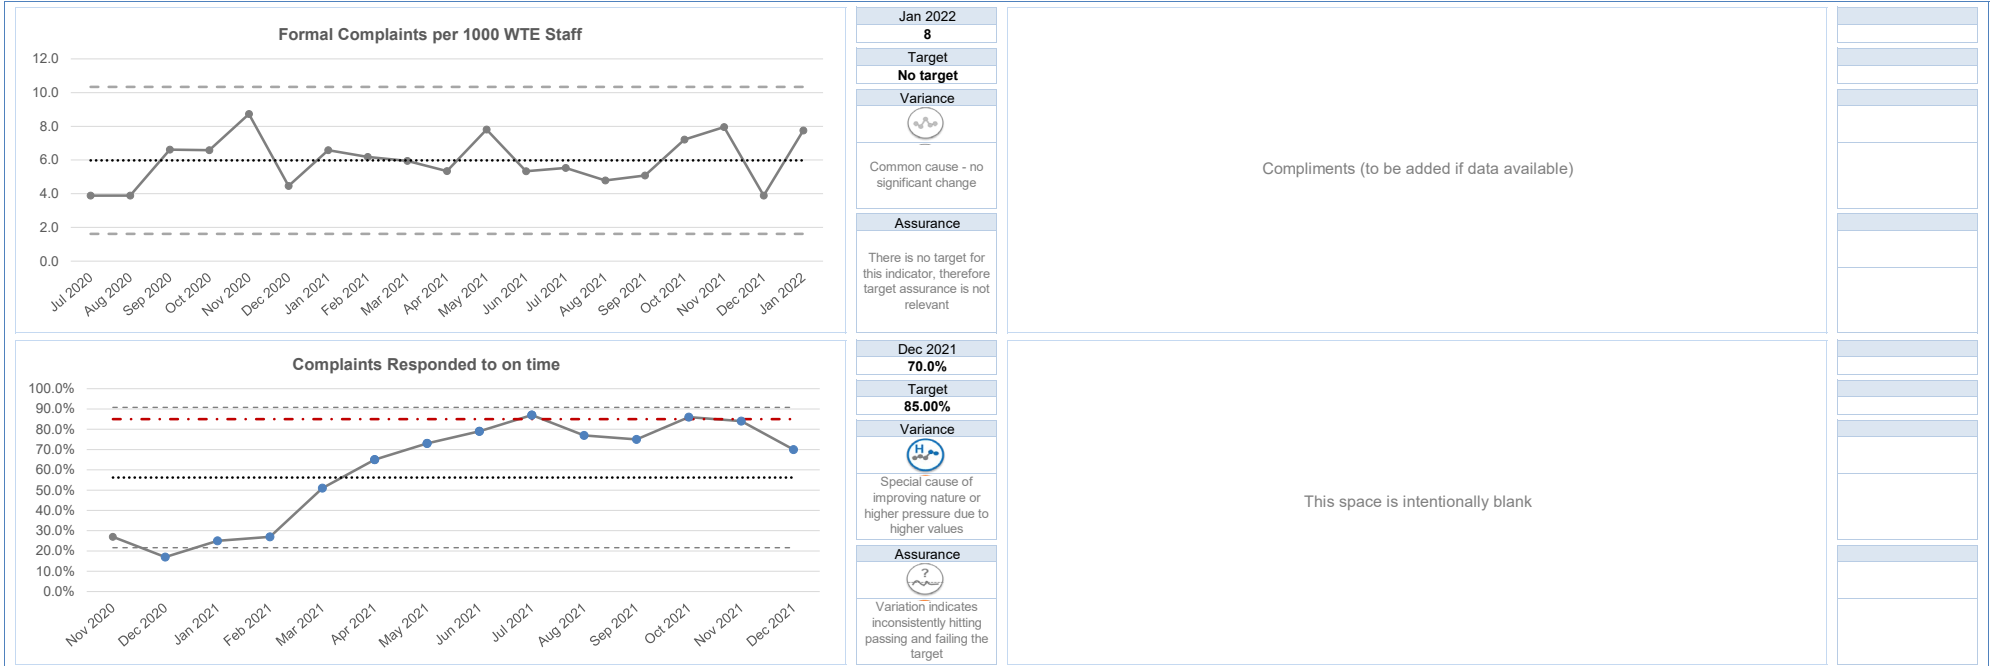 Formal Complaints per 1000 WTE Staff
12.0
10.0
8.0
6.0
4.0
2.0
0.0
Jul 2020
Aug 2020
Sep 2020
Oct 2020
Nov 2020
Dec 2020
Jan 2021
Feb 2021
Mar 2021
Apr 2021
May 2021
Jun 2021
Jul 2021
Aug 2021
Sep 2021
Oct 2021
Nov 2021
Dec 2021
Jan 2022
Jan 2022
8
Target
No target
Variance
Common cause - no
significant change
Assurance
There is no target for
this indicator, therefore
target assurance is not
relevant
Compliments (to be added if data available)
Complaints Responded to on time
100.0%
90.0%
80.0%
70.0%
60.0%
50.0%
40.0%
30.0%
20.0%
10.0%
0.0%
Nov 2020
Dec 2020
Jan 2021
Feb 2021
Mar 2021
Apr 2021
May 2021
Jun 2021
Jul 2021
Aug 2021
Sep 2021
Oct 2021
Nov 2021
Dec 2021
Dec 2021
70.0%
Target
85.00%
Variance
H
Special cause of
improving nature or
higher pressure due to
higher values
Assurance
?
Variation indicates
inconsistently hitting
passing and failing the
target
This space is intentionally blank